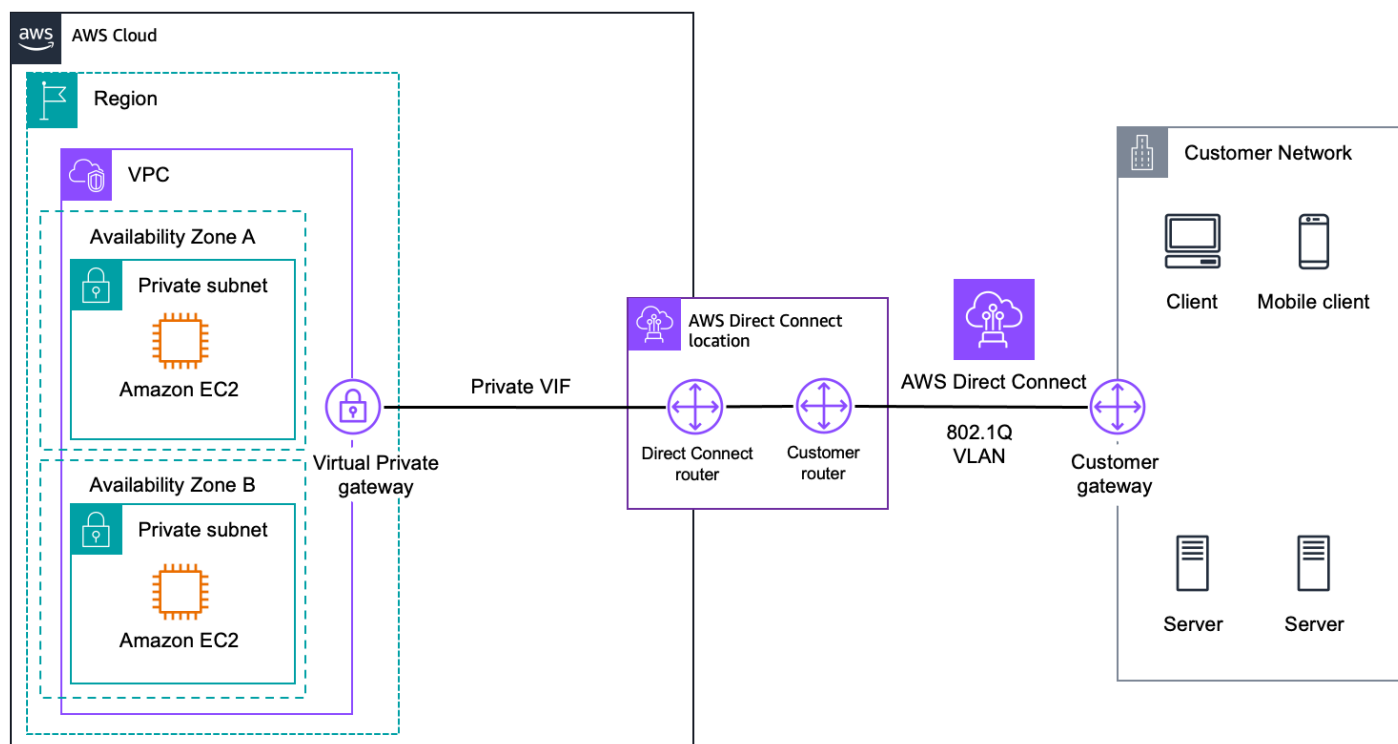 aws
AWS Cloud
Region
VPC
Availability Zone A
Private subnet
Amazon EC2
Availability Zone B
Private subnet
Amazon EC2
Virtual Private
gateway
Private VIF
AWS Direct Connect
location
Direct Connect
router
Customer
router
AWS Direct Connect
802.1Q
VLAN
Customer
gateway
Customer Network
Client
Mobile client
Server
Server